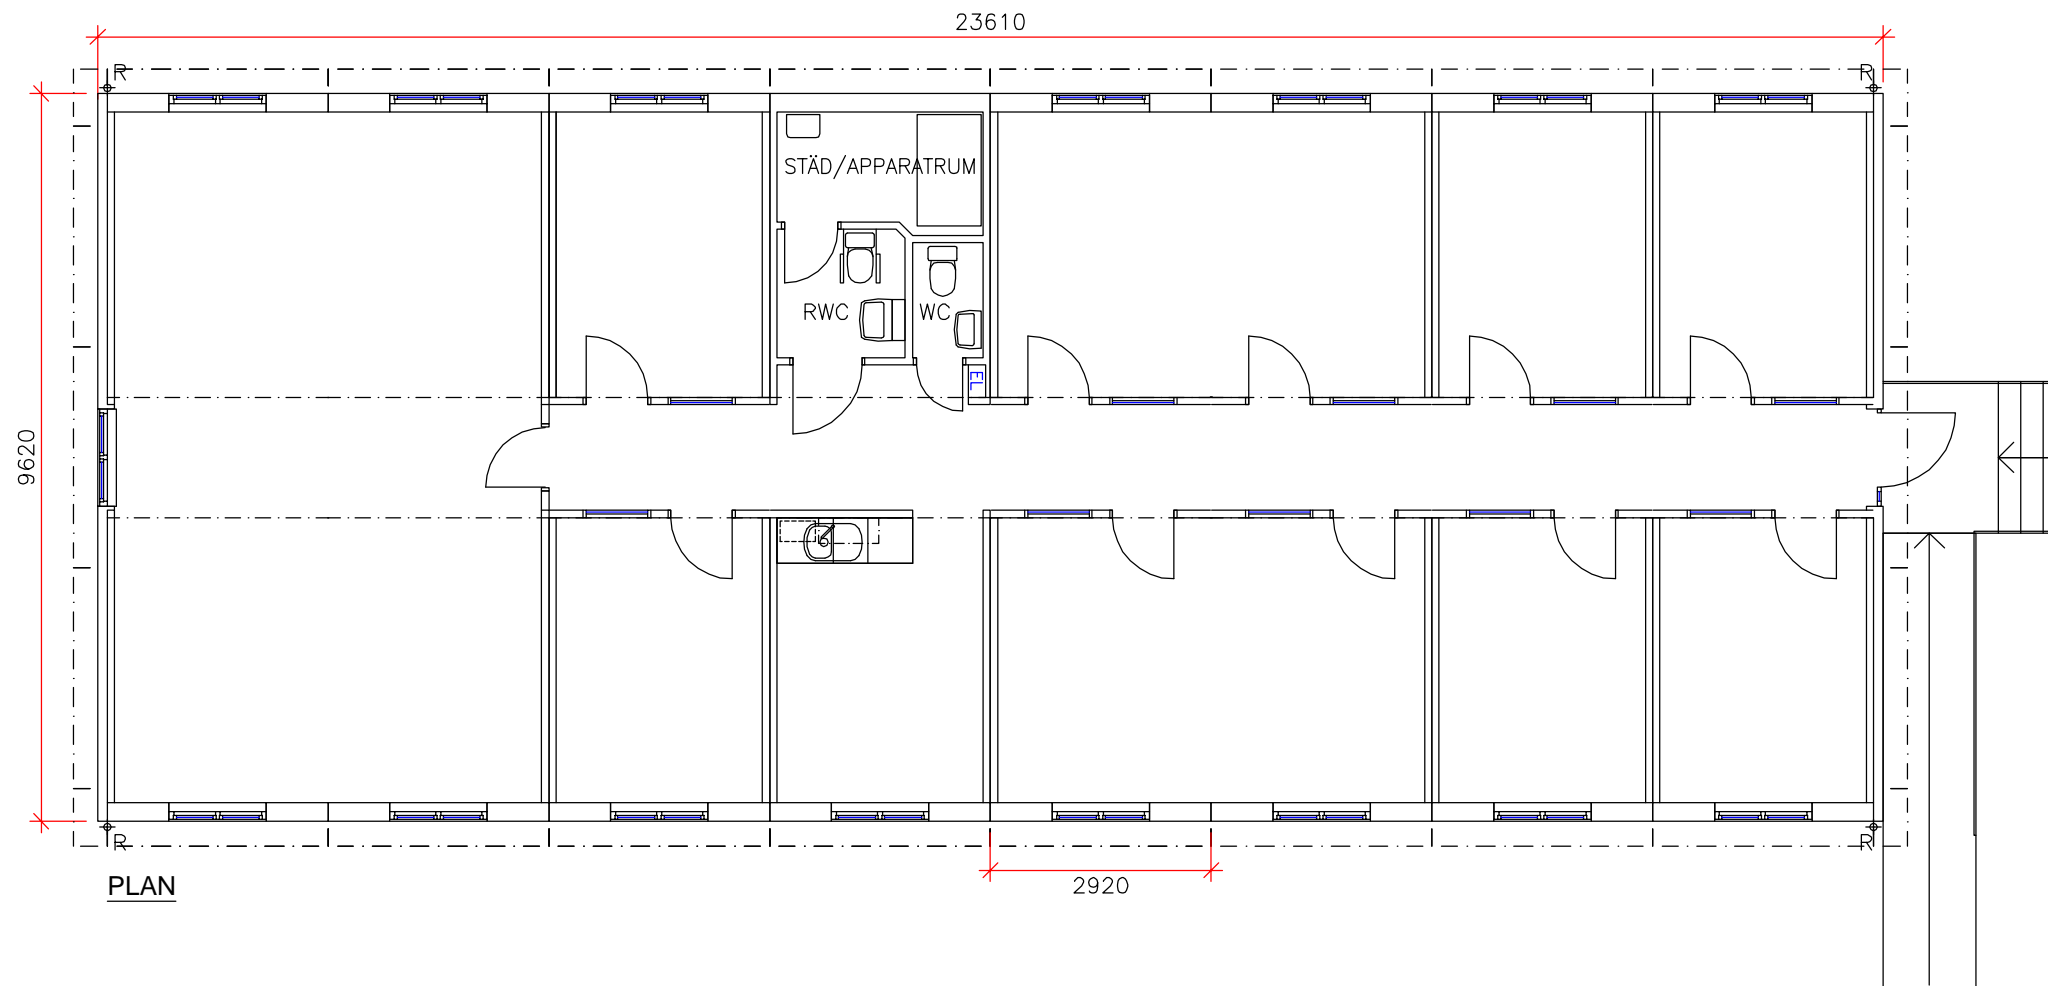 23610
R
R
STÄD/APPARATRUM
RWC
WC
EL
9620
R
R
2920
PLAN